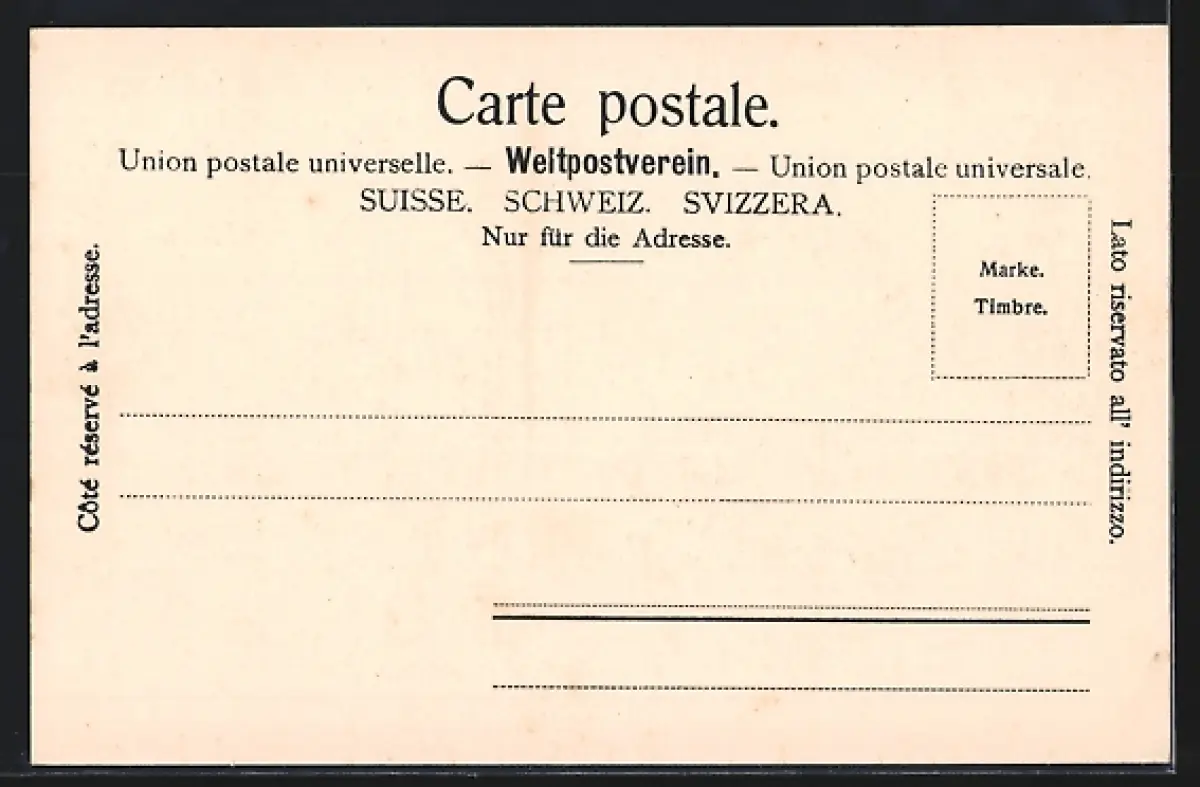 Carte postale.
Union postale universelle. — Weltpostverein. — Union postale universale.
SUISSE. SCHWEIZ. SVIZZERA.
Nur für die Adresse.
Marke.
Timbre.
Côté réservé à l'adresse.
Lato riservato all' indirizzo.